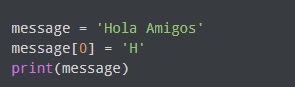 message = 'Hola Amigos'
message[0] = 'H'
print(message)